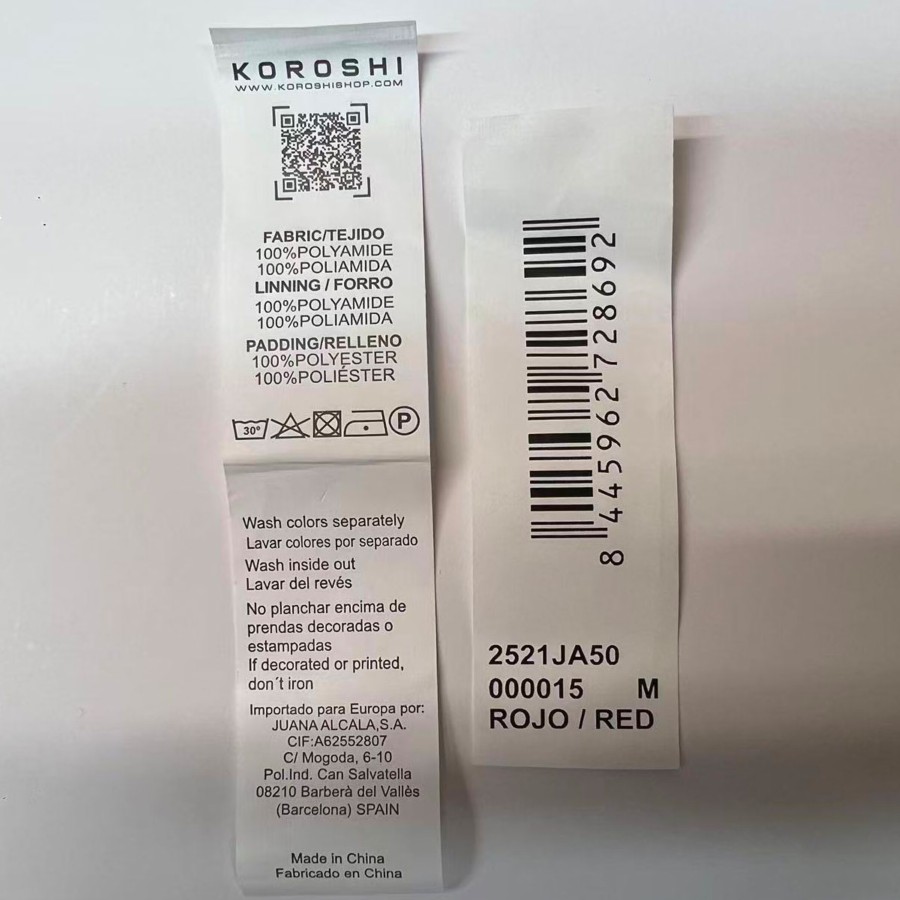 KOROSHI
WWW.KOROSHISHOP.COM
FABRIC/TEJIDO
100%POLYAMIDE
100%POLIAMIDA
LINNING / FORRO
100%POLYAMIDE
100%POLIAMIDA
PADDING/RELLENO
100%POLYESTER
100%POLIÉSTER
30°
P
Wash colors separately
Lavar colores por separado
Wash inside out
Lavar del revés
No planchar encima de
prendas decoradas o
estampadas
If decorated or printed,
don´t iron
Importado para Europa por:
JUANA ALCALA,S.A.
CIF:A62552807
C/ Mogoda, 6-10
Pol.Ind. Can Salvatella
08210 Barberà del Vallès
(Barcelona) SPAIN
Made in China
Fabricado en China
8 445962 728692
2521JA50
000015 M
ROJO / RED